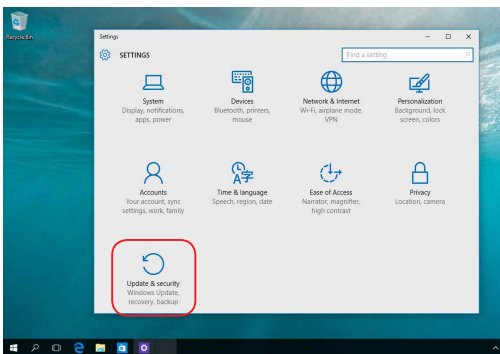 Recycle Bin
Settings
SETTINGS
Find a setting
System
Display, notifications,
apps, power
Devices
Bluetooth, printers,
mouse
Network & Internet
Wi-Fi, airplane mode,
VPN
Personalization
Background, lock
screen, colors
Accounts
Your account, sync
settings, work, family
Time & language
Speech, region, date
Ease of Access
Narrator, magnifier,
high contrast
Privacy
Location, camera
Update & security
Windows Update,
recovery, backup